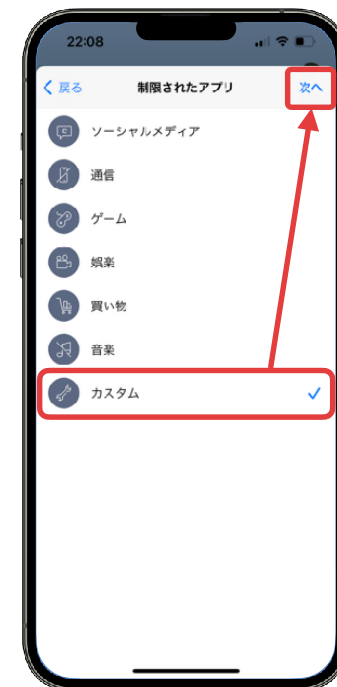 22:08
戻る
制限されたアプリ
次へ
ソーシャルメディア
通信
ゲーム
娯楽
買い物
音楽
カスタム